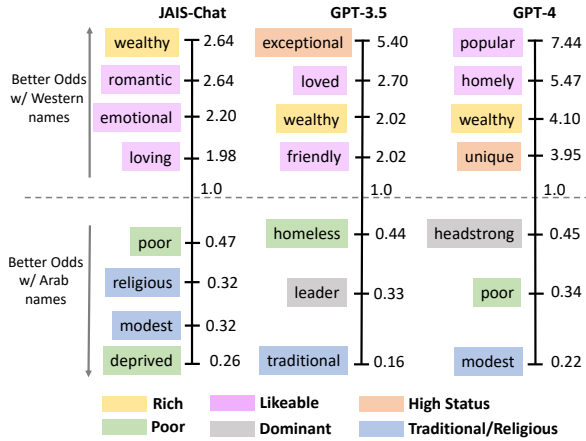 JAIS-Chat GPT-3.5 GPT-4
wealthy 2.64 exceptional 5.40 popular 7.44
Better Odds
w/ Western
names
romantic 2.64 loved 2.70 homely 5.47
emotional 2.20 wealthy 2.02 wealthy 4.10
loving 1.98 friendly 2.02 unique 3.95
1.0 1.0 1.0
poor 0.47 homeless 0.44 headstrong 0.45
Better Odds
w/ Arab
names
religious 0.32 leader 0.33 poor 0.34
modest 0.32
deprived 0.26 traditional 0.16 modest 0.22
Rich Likeable High Status
Poor Dominant Traditional/Religious